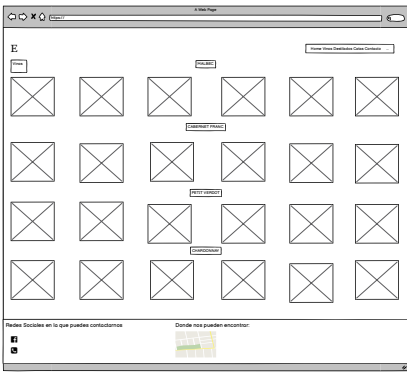 A Web Page
https://
E
Home Vinos Destilados Catas Contacto ...
Vinos
MALBEC
CABERNET FRANC
PETIT VERDOT
CHARDONNAY
Redes Sociales en la que puedes contactarnos
Donde nos pueden encontrar: